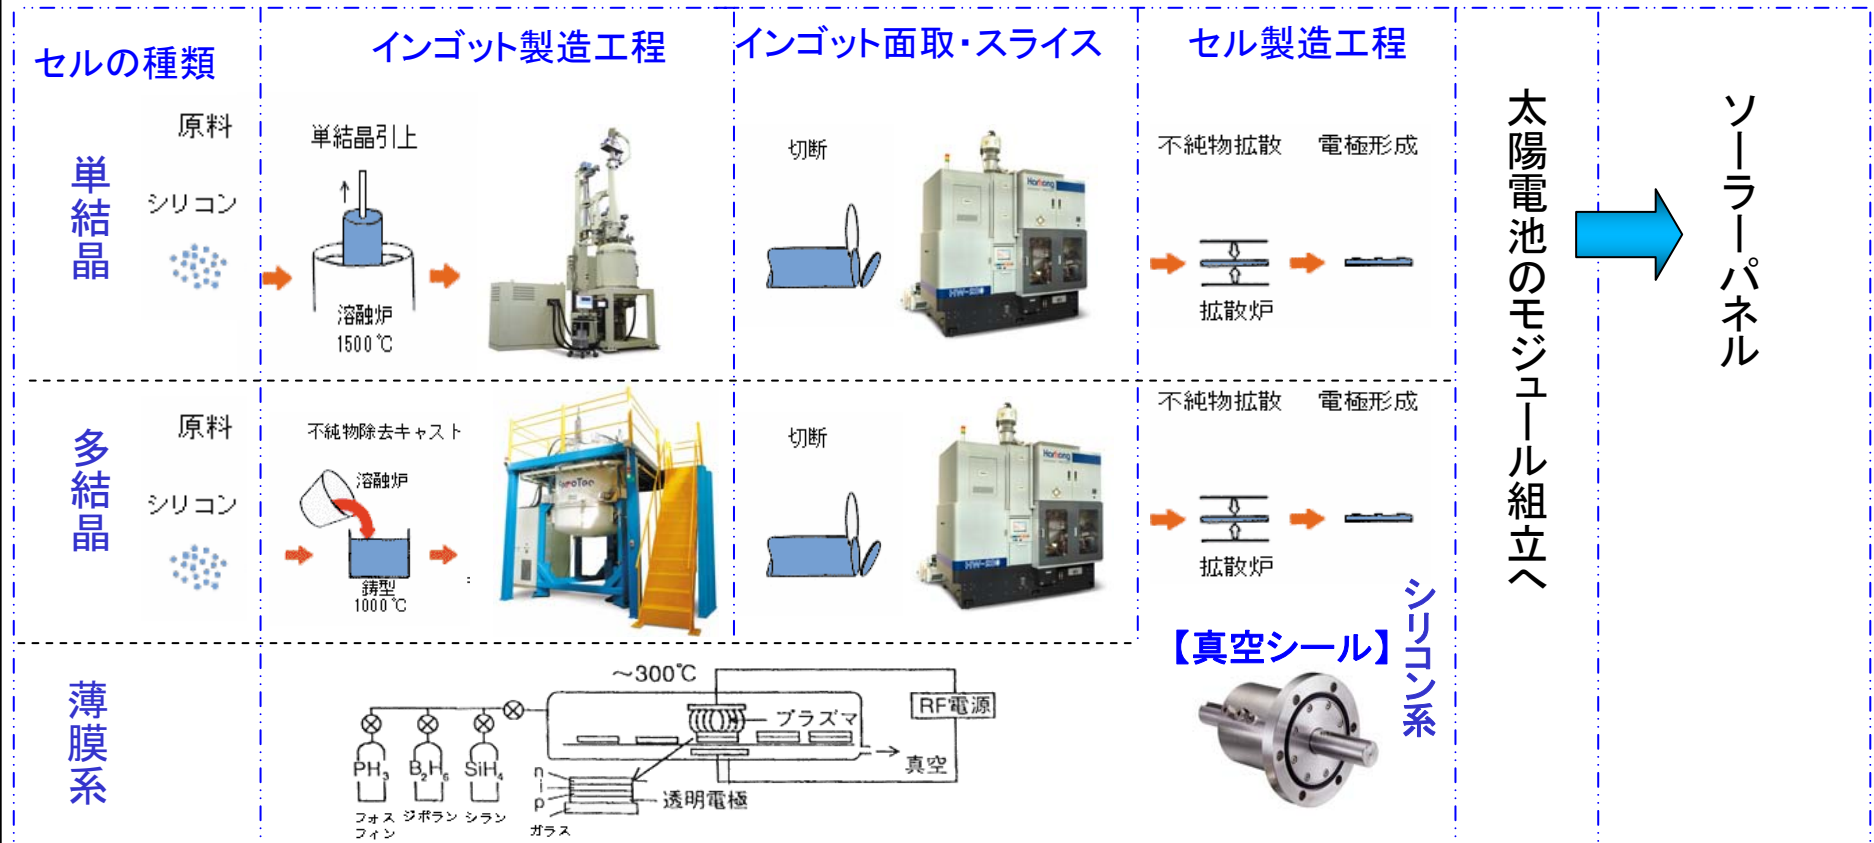 セルの種類
インゴット製造工程
インゴット面取・スライス
セル製造工程
単結晶
原料
シリコン
単結晶引上
溶融炉
1500℃
切断
Harhong
不純物拡散
電極形成
拡散炉
多結晶
原料
シリコン
不純物除去キャスト
溶融炉
鋳型
1000℃
切断
Harhong
不純物拡散
電極形成
拡散炉
シリコン系
薄膜系
～300℃
プラズマ
RF電源
真空
PH3
B2H6
SiH4
フォスフィン
ジボラン
シラン
n
i
p
ガラス
透明電極
【真空シール】
太陽電池のモジュール組立へ
ソーラーパネル